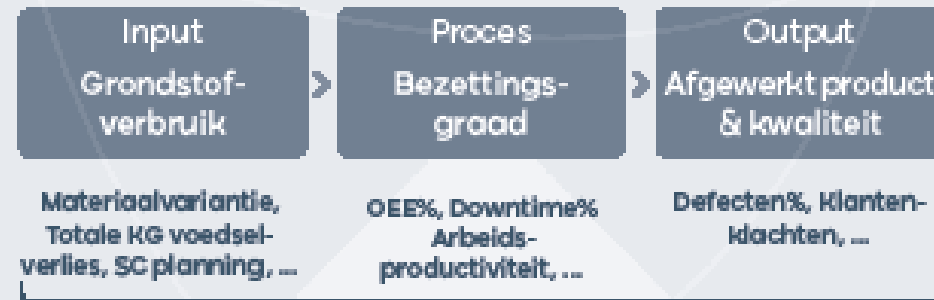 Input
Grondstof-
verbruik
Proces
Bezettings-
graad
Output
Afgewerkt product
& kwaliteit
Materiaalvariantie,
Totale KG voedsel-
verlies, SC planning, ...
OEE%, Downtime%
Arbeids-
productiviteit, ...
Defecten%, Klanten-
klachten, ...